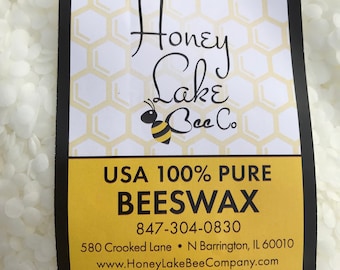 Honey
Lake
Bee Co
USA 100% PURE
BEESWAX
847-304-0830
580 Crooked Lane • N Barrington, IL 60010
www.HoneyLakeBeeCompany.com